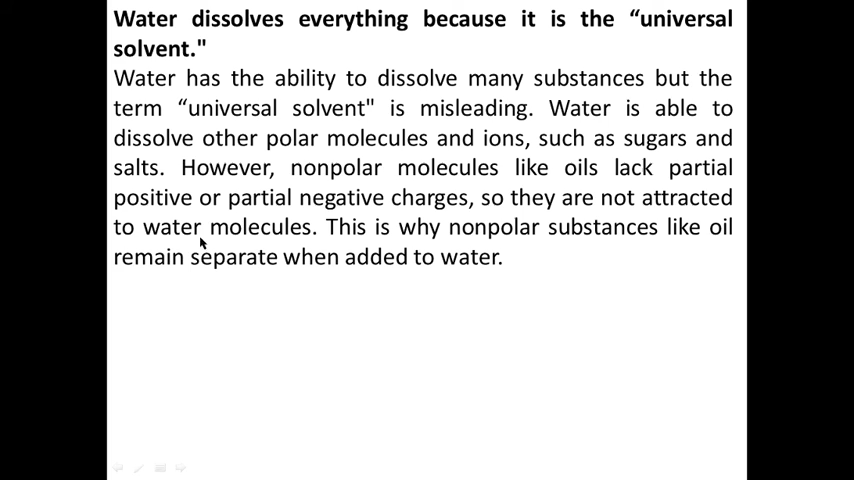 Water dissolves everything because it is the “universal
solvent."
Water has the ability to dissolve many substances but the
term “universal solvent" is misleading. Water is able to
dissolve other polar molecules and ions, such as sugars and
salts. However, nonpolar molecules like oils lack partial
positive or partial negative charges, so they are not attracted
to water molecules. This is why nonpolar substances like oil
remain separate when added to water.